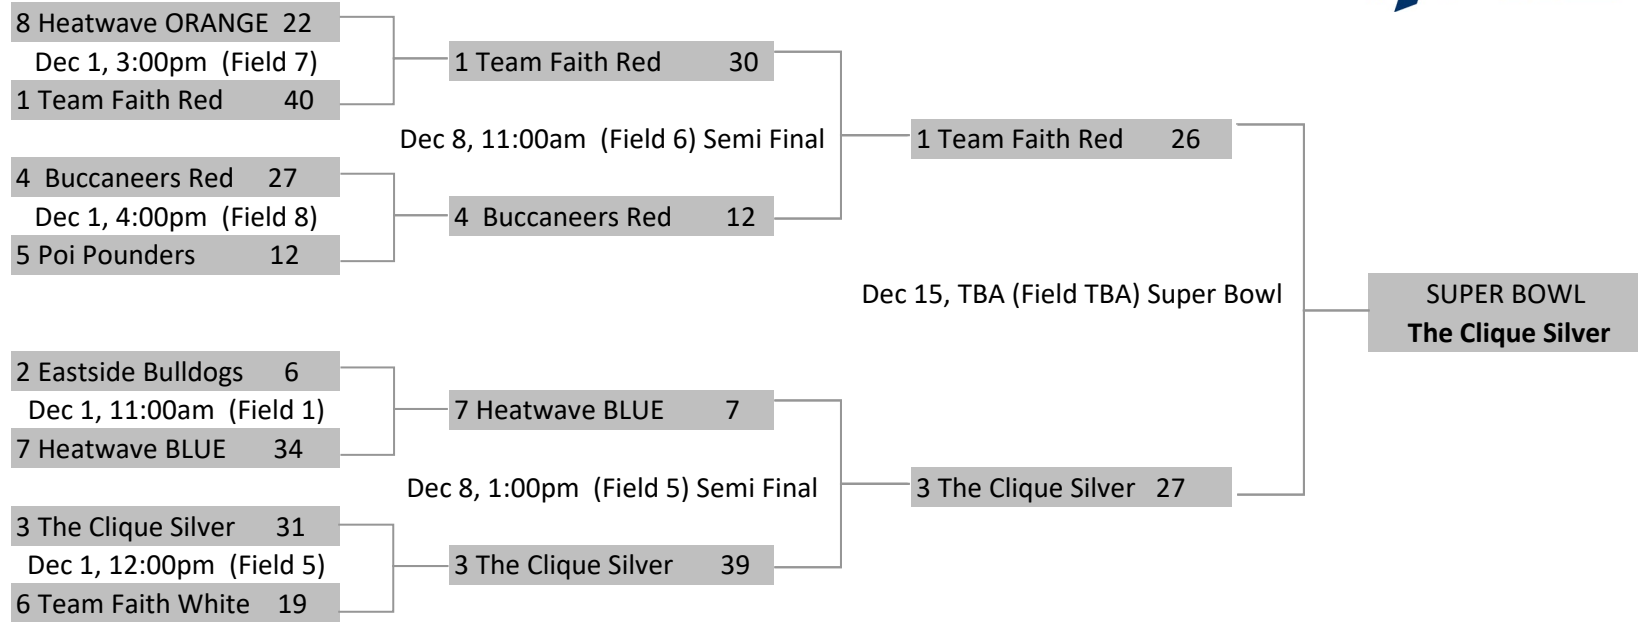 8 Heatwave ORANGE 22
Dec 1, 3:00pm (Field 7)
1 Team Faith Red 40
4 Buccaneers Red 27
Dec 1, 4:00pm (Field 8)
5 Poi Pounders 12
2 Eastside Bulldogs 6
Dec 1, 11:00am (Field 1)
7 Heatwave BLUE 34
3 The Clique Silver 31
Dec 1, 12:00pm (Field 5)
6 Team Faith White 19
1 Team Faith Red 30
Dec 8, 11:00am (Field 6) Semi Final
4 Buccaneers Red 12
7 Heatwave BLUE 7
Dec 8, 1:00pm (Field 5) Semi Final
3 The Clique Silver 39
1 Team Faith Red 26
Dec 15, TBA (Field TBA) Super Bowl
3 The Clique Silver 27
SUPER BOWL
The Clique Silver